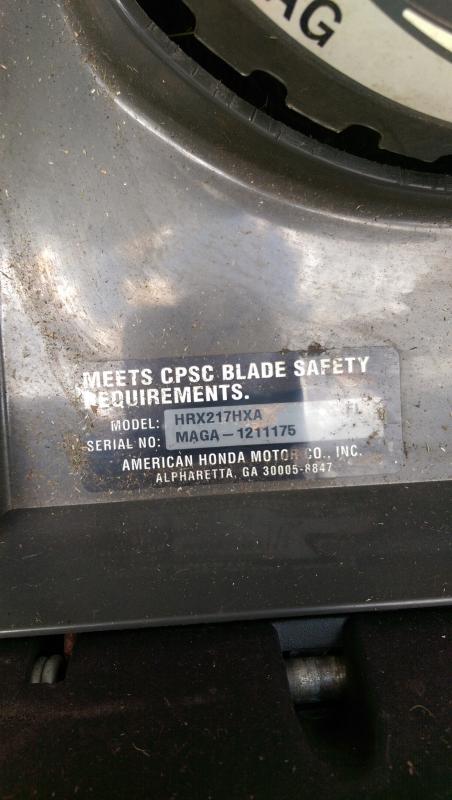 AG
MEETS CPSC BLADE SAFETY
REQUIREMENTS.
MODEL: HRX217HXA
SERIAL NO: MAGA-1211175
AMERICAN HONDA MOTOR CO., INC.
ALPHARETTA, GA 30005-8847